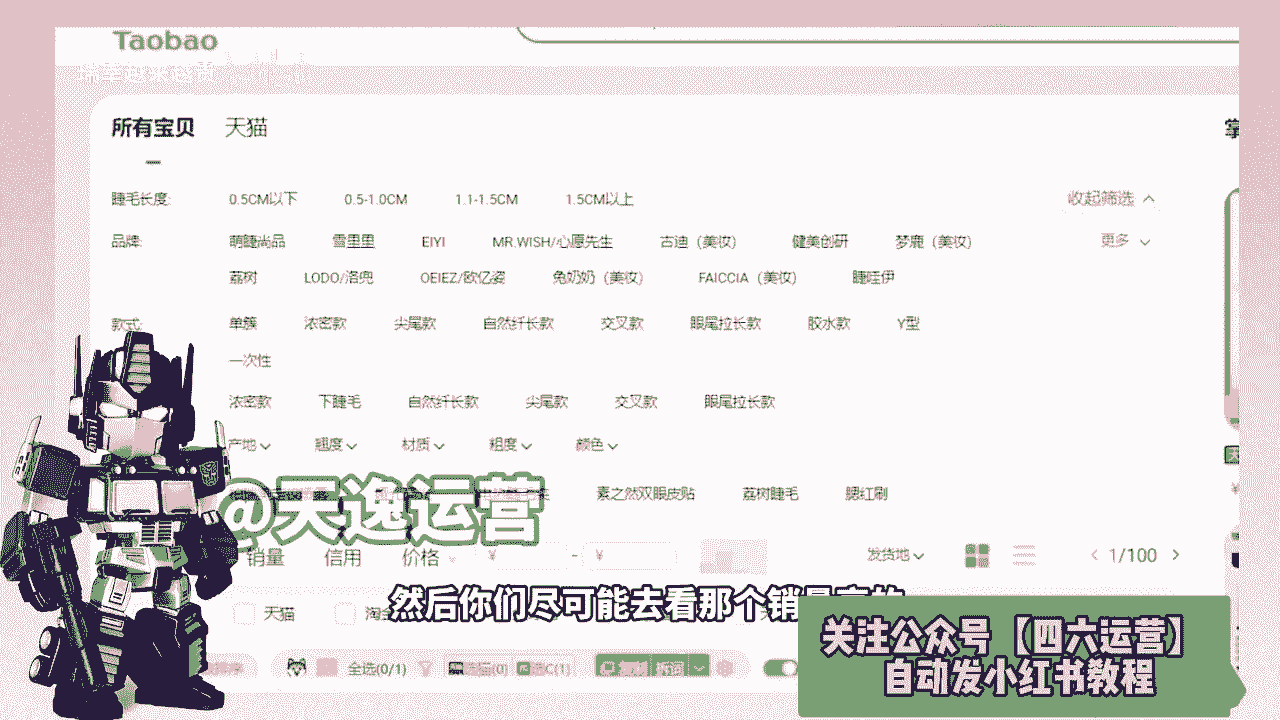 Taobao
所有宝贝 天猫
睫毛长度: 0.5CM以下 0.5-1.0CM 1.1-1.5CM 1.5CM以上 收起筛选
品牌: 萌睫尚品 雪里里 EIYI MR.WISH/心愿先生 古迪（美妆） 健美创研 梦鹿（美妆） 更多
荔树 LODO/洛兜 OEIEZ/欧亿姿 兔奶奶（美妆） FAICCIA（美妆） 睫哇伊
款式: 单簇 浓密款 尖尾款 自然纤长款 交叉款 眼尾拉长款 胶水款 Y型
一次性
浓密款 下睫毛 自然纤长款 尖尾款 交叉款 眼尾拉长款
产地 翘度 材质 粗度 颜色
素之然双眼皮贴 荔树睫毛 腮红刷
@天逸运营
销量 信用 价格 ¥ - ¥ 发货地 1/100
天猫
然后你们尽可能去看那个销量高的
全选(0/1)
关注公众号【四六运营】
自动发小红书教程